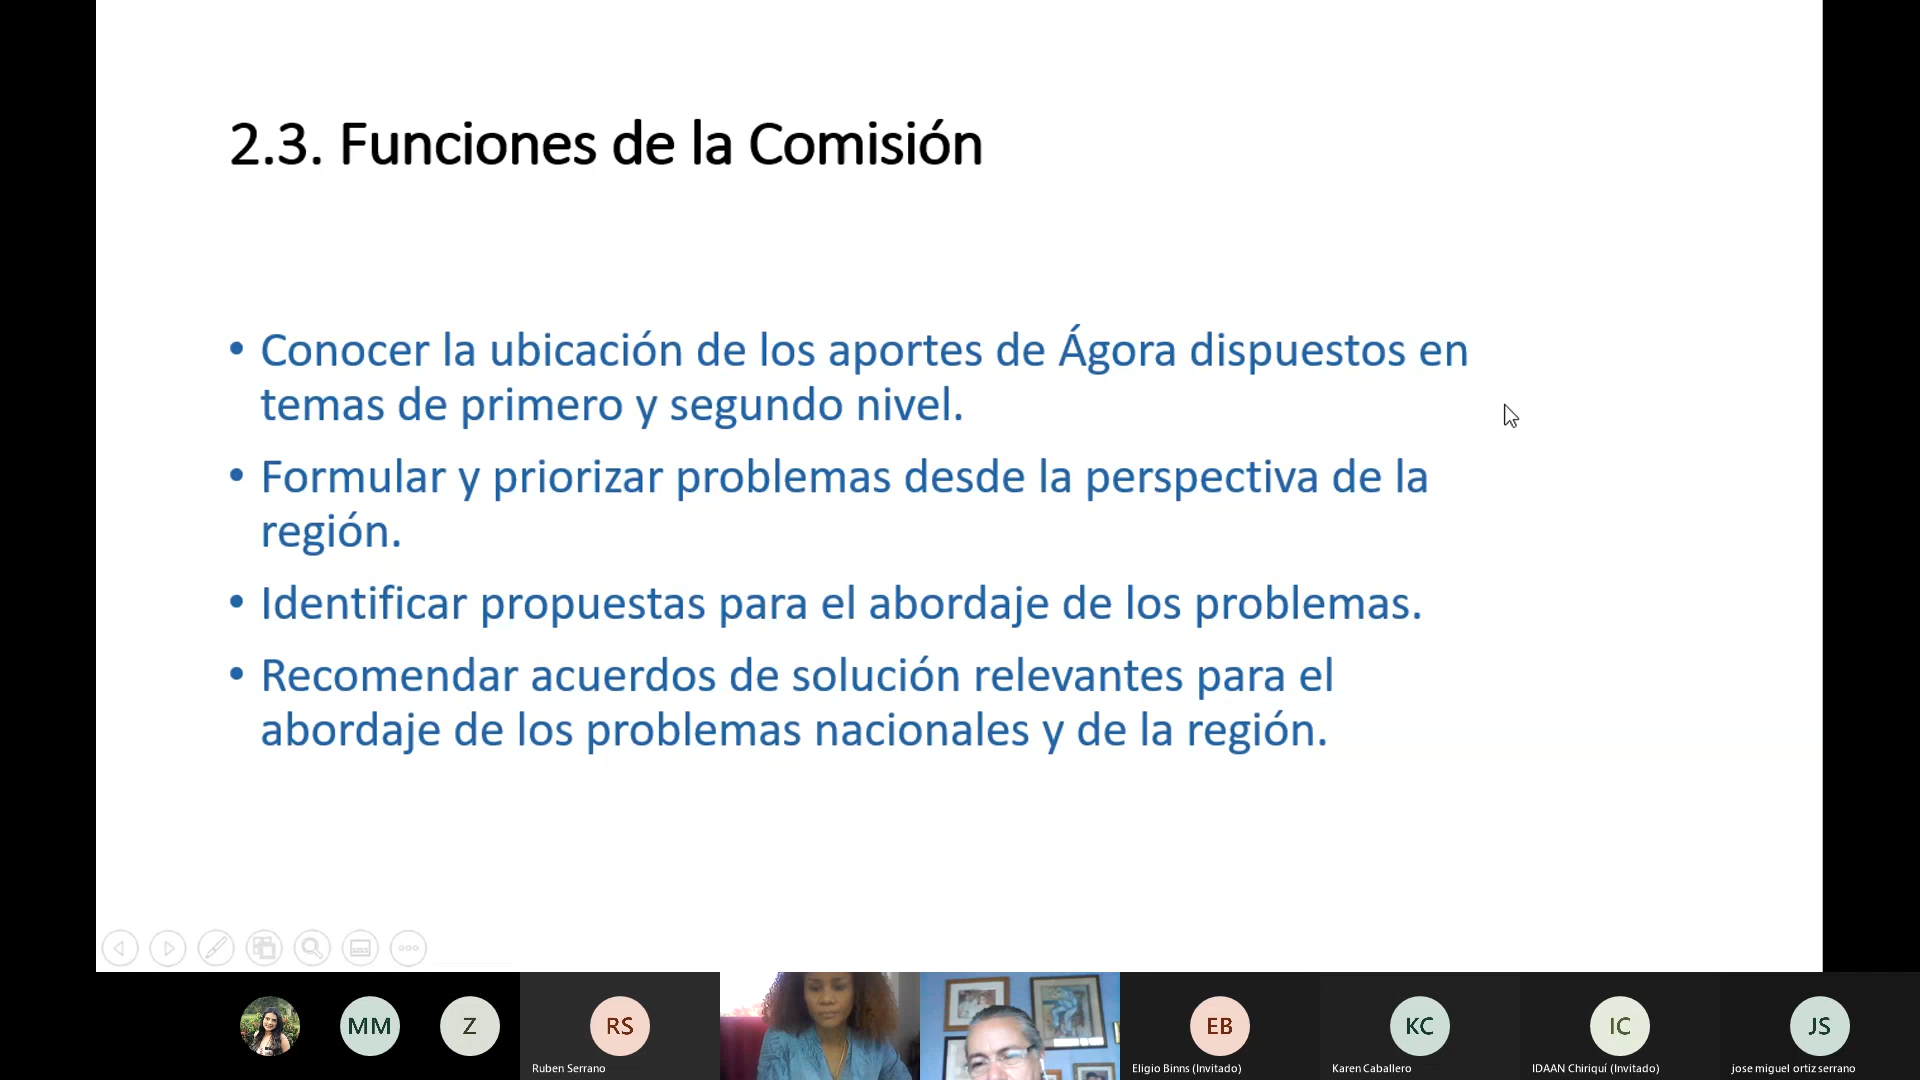 2.3. Funciones de la Comisión
• Conocer la ubicación de los aportes de Ágora dispuestos en
temas de primero y segundo nivel.
• Formular y priorizar problemas desde la perspectiva de la
región.
• Identificar propuestas para el abordaje de los problemas.
• Recomendar acuerdos de solución relevantes para el
abordaje de los problemas nacionales y de la región.
MM
Z
RS
EB
KC
IC
JS
Ruben Serrano
Eligio Binns (Invitado)
Karen Caballero
IDAAN Chiriquí (Invitado)
jose miguel ortiz serrano